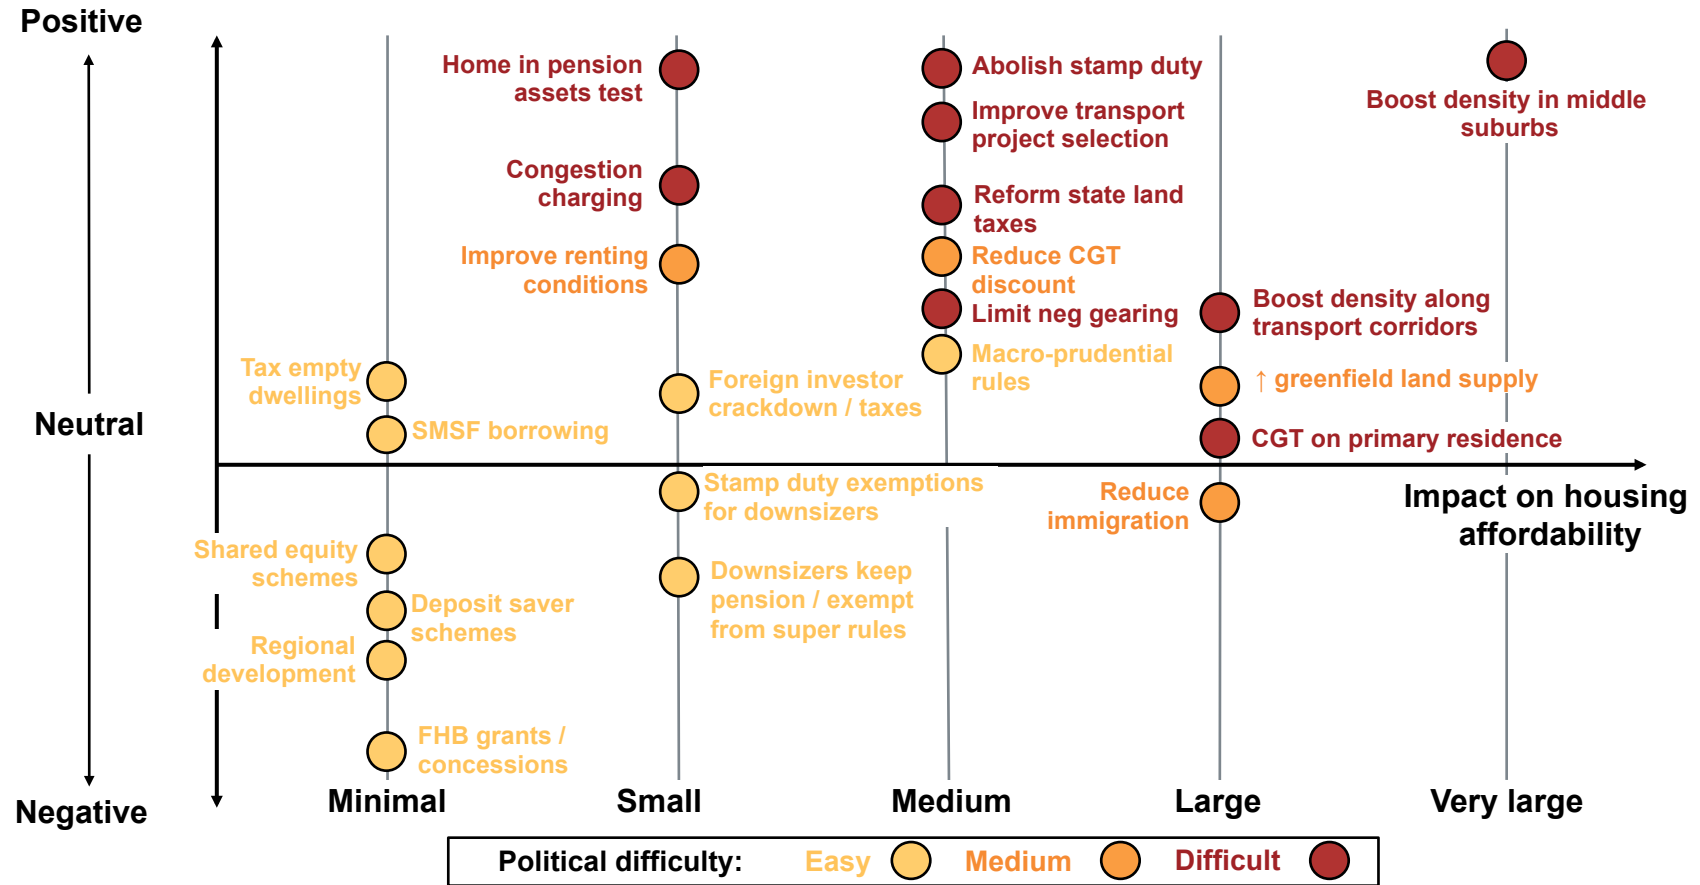 Positive
Neutral
Negative
Home in pension
assets test
Congestion
charging
Improve renting
conditions
Tax empty
dwellings
SMSF borrowing
Foreign investor
crackdown / taxes
Abolish stamp duty
Improve transport
project selection
Reform state land
taxes
Reduce CGT
discount
Limit neg gearing
Macro-prudential
rules
Boost density in middle
suburbs
Boost density along
transport corridors
↑ greenfield land supply
CGT on primary residence
Impact on housing
affordability
Stamp duty exemptions
for downsizers
Reduce
immigration
Shared equity
schemes
Deposit saver
schemes
Regional
development
Downsizers keep
pension / exempt
from super rules
FHB grants /
concessions
Minimal
Small
Medium
Large
Very large
Political difficulty: Easy Medium Difficult